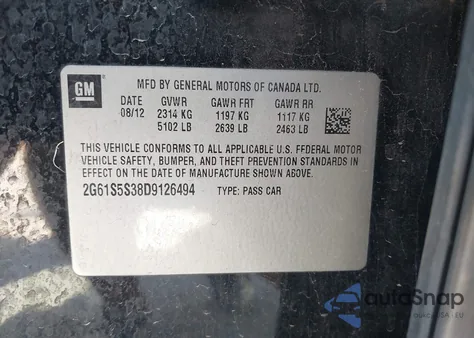 GM
MFD BY GENERAL MOTORS OF CANADA LTD.
DATE GVWR GAWR FRT GAWR RR
08/12 2314 KG 1197 KG 1117 KG
5102 LB 2639 LB 2463 LB
THIS VEHICLE CONFORMS TO ALL APPLICABLE U.S. FEDERAL MOTOR
VEHICLE SAFETY, BUMPER, AND THEFT PREVENTION STANDARDS IN
EFFECT ON THE DATE OF MANUFACTURE SHOWN ABOVE.
2G61S5S38D9126494 TYPE: PASS CAR
autoSnap